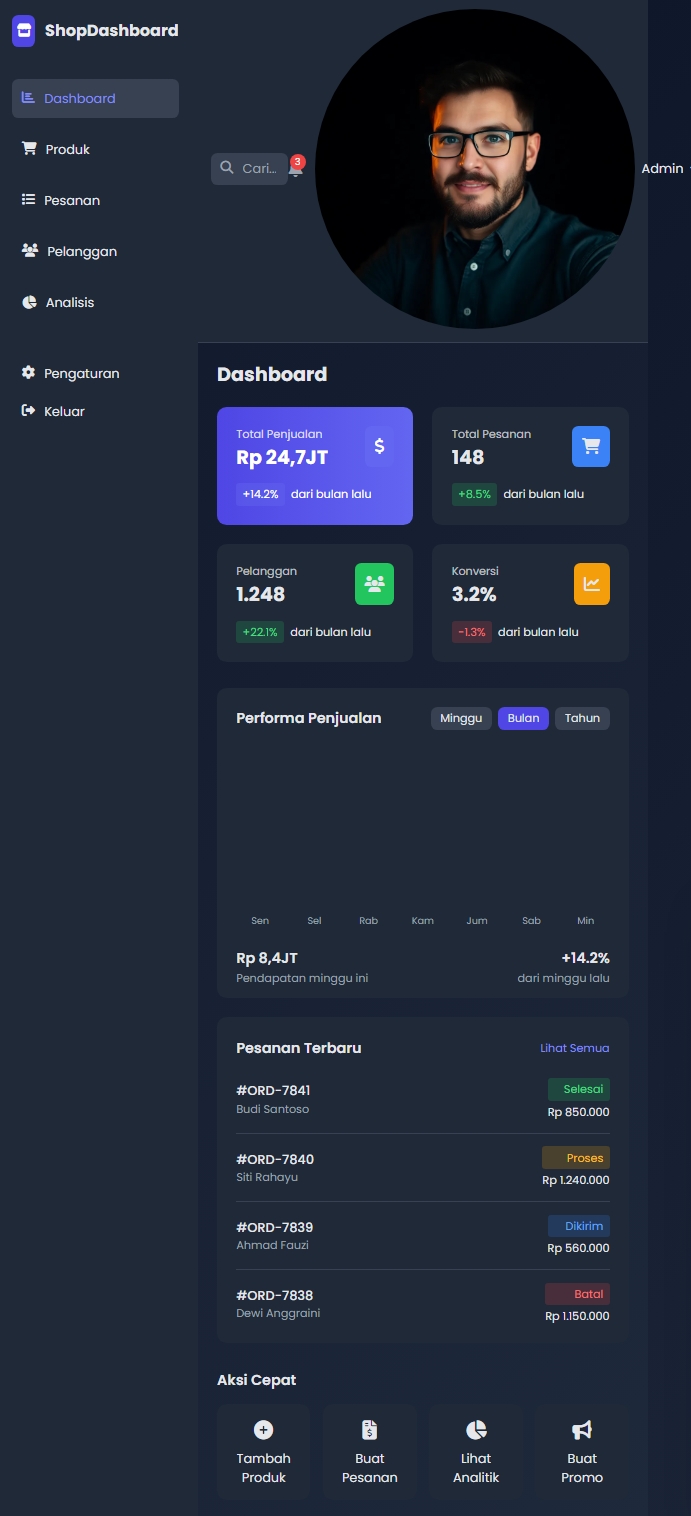 ShopDashboard
Dashboard
Produk
Pesanan
Pelanggan
Analisis
Pengaturan
Keluar
Cari...
3
Admin
Dashboard
Total Penjualan
Rp 24,7JT
$
+14.2% dari bulan lalu
Total Pesanan
148
+8.5% dari bulan lalu
Pelanggan
1.248
+22.1% dari bulan lalu
Konversi
3.2%
-1.3% dari bulan lalu
Performa Penjualan
Minggu Bulan Tahun
Sen Sel Rab Kam Jum Sab Min
Rp 8,4JT +14.2%
Pendapatan minggu ini dari minggu lalu
Pesanan Terbaru Lihat Semua
#ORD-7841 Selesai
Budi Santoso Rp 850.000
#ORD-7840 Proses
Siti Rahayu Rp 1.240.000
#ORD-7839 Dikirim
Ahmad Fauzi Rp 560.000
#ORD-7838 Batal
Dewi Anggraini Rp 1.150.000
Aksi Cepat
Tambah
Produk
Buat
Pesanan
Lihat
Analitik
Buat
Promo